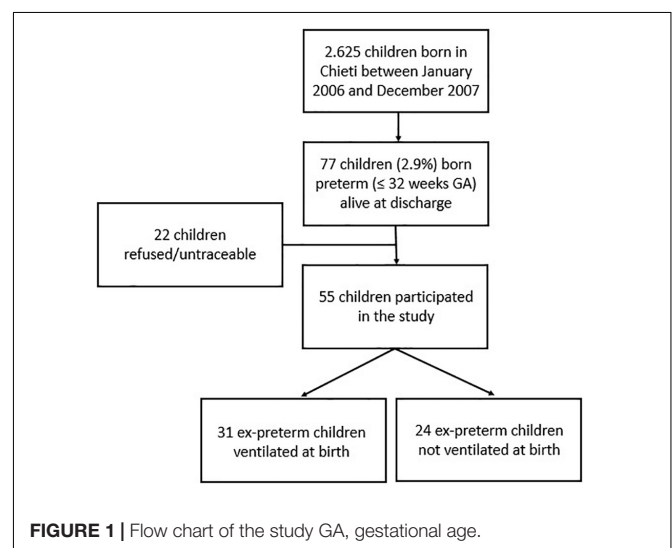 2.625 children born in
Chieti between January
2006 and December 2007
77 children (2.9%) born
preterm (≤ 32 weeks GA)
alive at discharge
22 children
refused/untraceable
55 children participated
in the study
31 ex-preterm children
ventilated at birth
24 ex-preterm children
not ventilated at birth
FIGURE 1 | Flow chart of the study GA, gestational age.